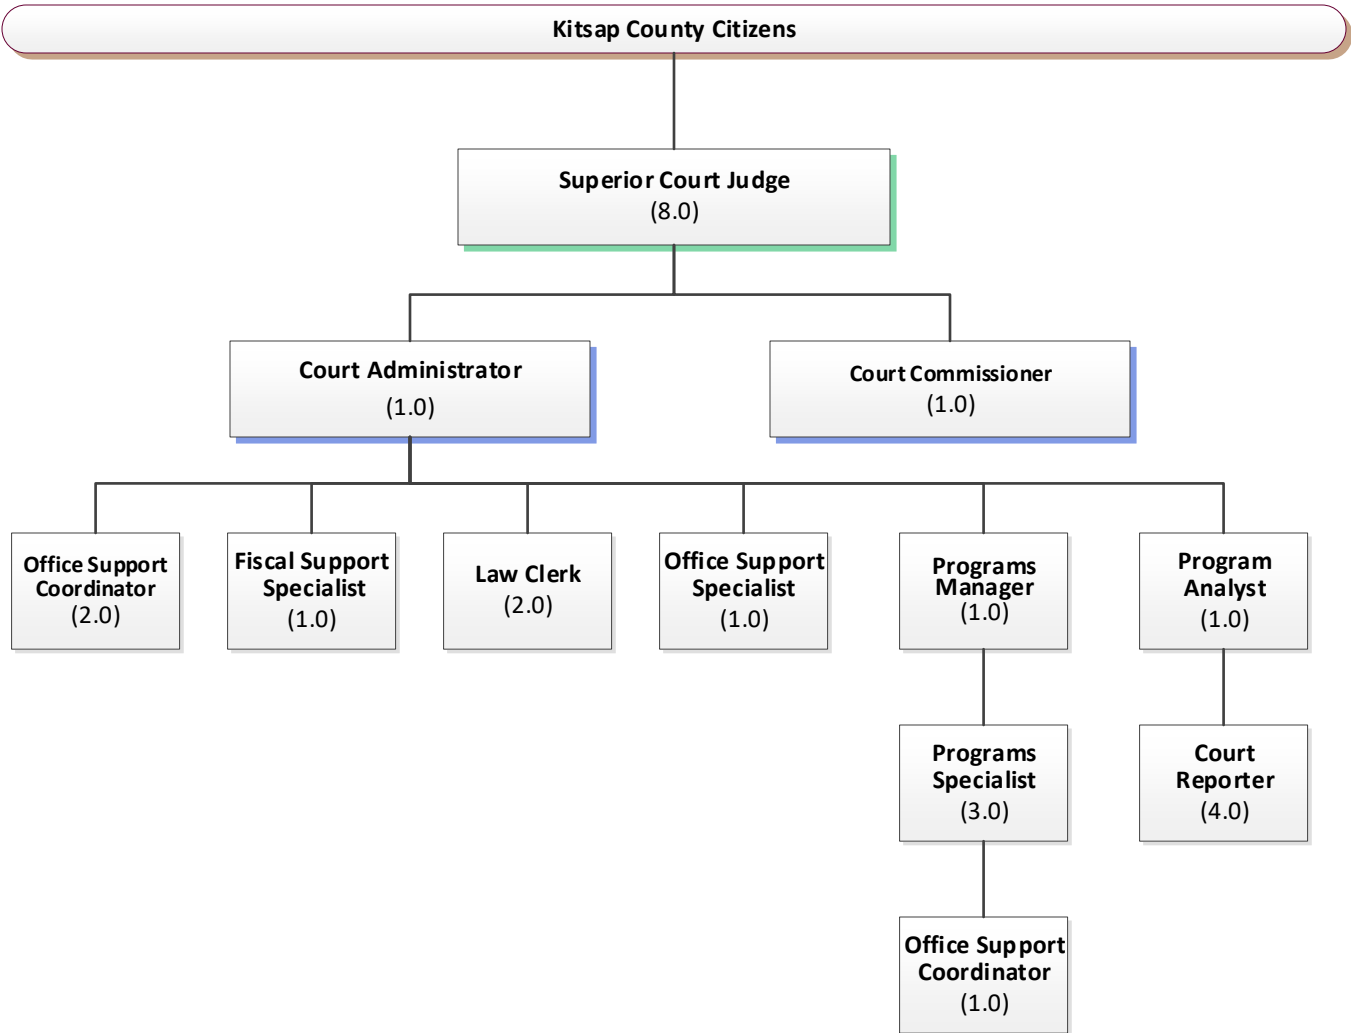 Kitsap County Citizens
Superior Court Judge
(8.0)
Court Administrator
(1.0)
Court Commissioner
(1.0)
Office Support
Coordinator
(2.0)
Fiscal Support
Specialist
(1.0)
Law Clerk
(2.0)
Office Support
Specialist
(1.0)
Programs
Manager
(1.0)
Program
Analyst
(1.0)
Programs
Specialist
(3.0)
Court
Reporter
(4.0)
Office Support
Coordinator
(1.0)